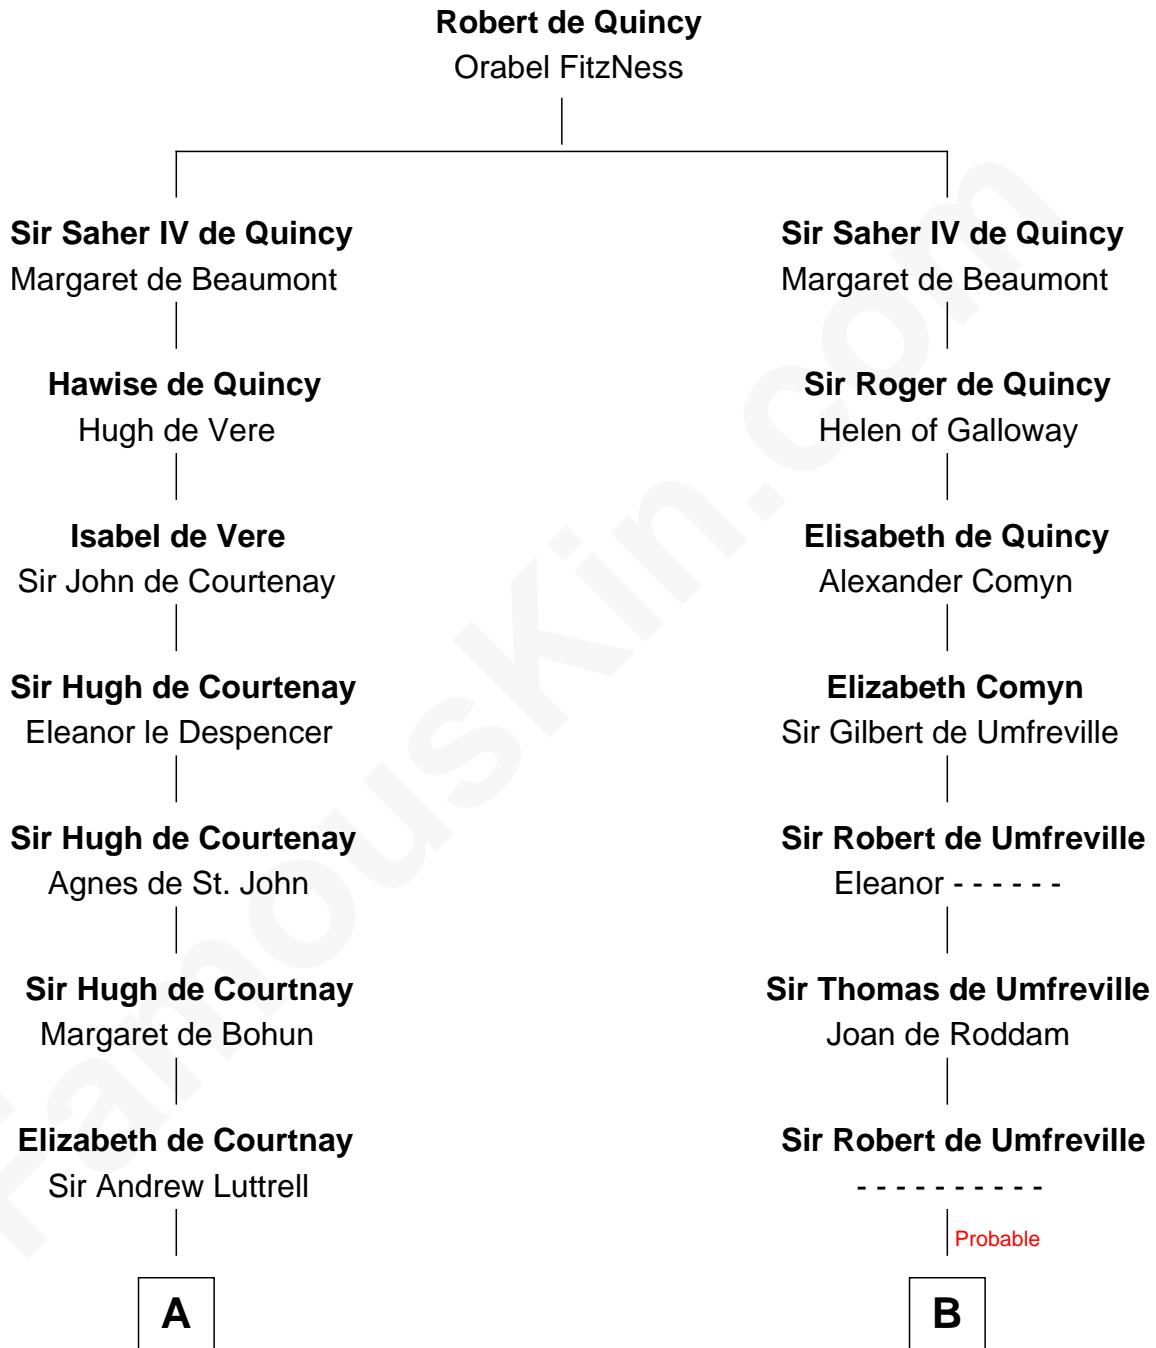 Robert de Quincy
Orabel FitzNess
Sir Saher IV de Quincy
Margaret de Beaumont
Hawise de Quincy
Hugh de Vere
Isabel de Vere
Sir John de Courtenay
Sir Hugh de Courtenay
Eleanor le Despencer
Sir Hugh de Courtenay
Agnes de St. John
Sir Hugh de Courtnay
Margaret de Bohun
Elizabeth de Courtnay
Sir Andrew Luttrell
A
Sir Saher IV de Quincy
Margaret de Beaumont
Sir Roger de Quincy
Helen of Galloway
Elisabeth de Quincy
Alexander Comyn
Elizabeth Comyn
Sir Gilbert de Umfreville
Sir Robert de Umfreville
Eleanor - - - - - -
Sir Thomas de Umfreville
Joan de Roddam
Sir Robert de Umfreville
- - - - - - - - - -
Probable
B
FamousKin.com